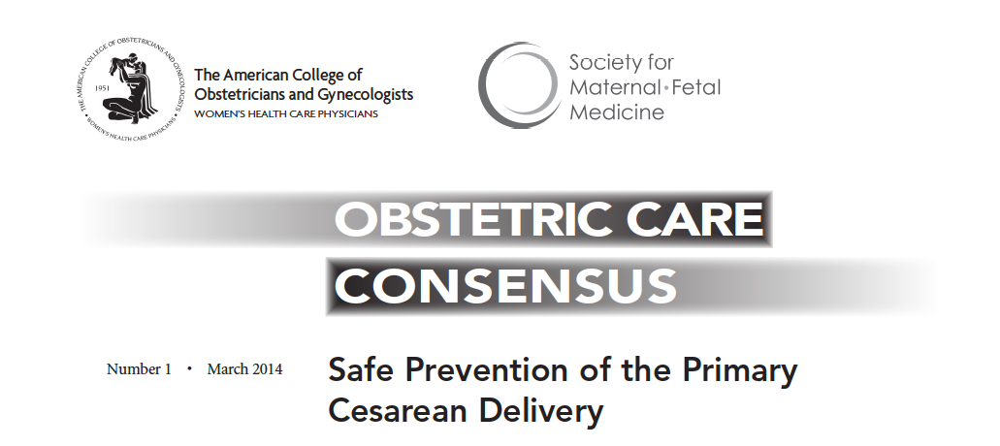 THE AMERICAN COLLEGE OF OBSTETRICIANS AND GYNECOLOGISTS
1951
• WOMEN'S HEALTH CARE PHYSICIANS •
The American College of
Obstetricians and Gynecologists
WOMEN'S HEALTH CARE PHYSICIANS
Society for
Maternal•Fetal
Medicine
OBSTETRIC CARE
CONSENSUS
Number 1 • March 2014
Safe Prevention of the Primary
Cesarean Delivery